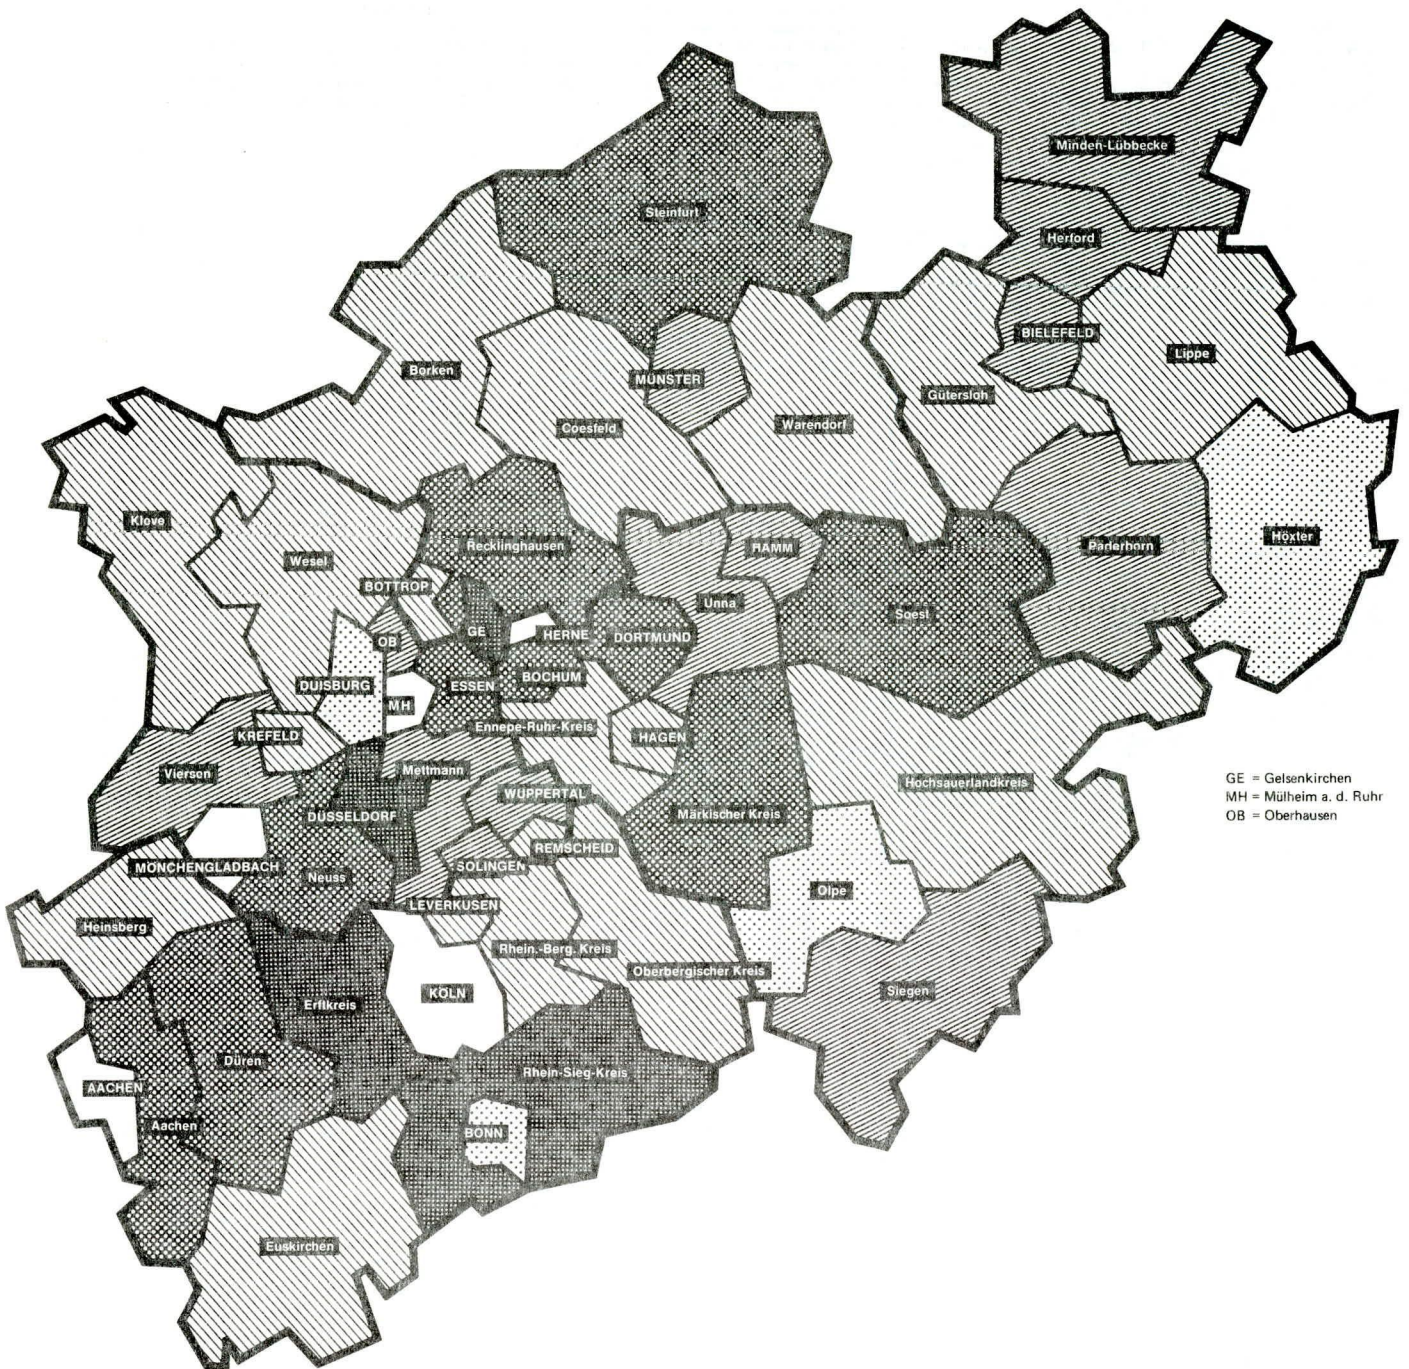 Minden-Lübbecke
Steinfurt
Herford
BIELEFELD
Lippe
Borken
MÜNSTER
Gütersloh
Coesfeld
Warendorf
Kleve
Recklinghausen
HAMM
Paderborn
Höxter
Wesel
BOTTROP
Unna
Soest
GE
HERNE
DORTMUND
OB
DUISBURG
ESSEN
BOCHUM
MH
Ennepe-Ruhr-Kreis
KREFELD
HAGEN
Viersen
Mettmann
Hochsauerlandkreis
GE = Gelsenkirchen
MH = Mülheim a. d. Ruhr
OB = Oberhausen
WUPPERTAL
DÜSSELDORF
Märkischer Kreis
REMSCHEID
MÖNCHENGLADBACH
SOLINGEN
Neuss
Olpe
LEVERKUSEN
Heinsberg
Rhein.-Berg. Kreis
Oberbergischer Kreis
KÖLN
Siegen
Erftkreis
Düren
Rhein-Sieg-Kreis
AACHEN
Aachen
BONN
Euskirchen